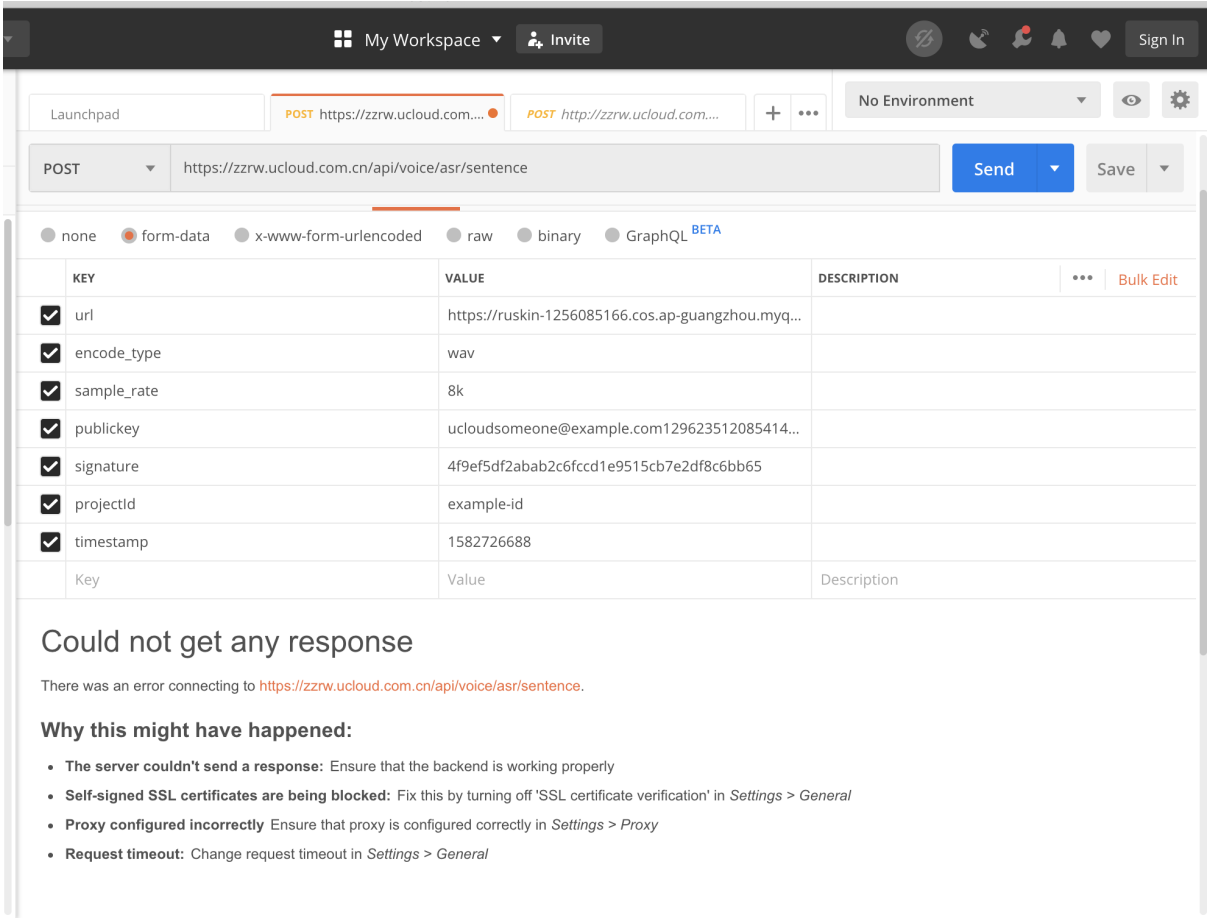 My Workspace Invite Sign In
Launchpad POST https://zzrw.ucloud.com.... POST http://zzrw.ucloud.com.... No Environment
POST https://zzrw.ucloud.com.cn/api/voice/asr/sentence Send Save
none form-data x-www-form-urlencoded raw binary GraphQL BETA
KEY VALUE DESCRIPTION Bulk Edit
url https://ruskin-1256085166.cos.ap-guangzhou.myq...
encode_type wav
sample_rate 8k
publickey ucloudsomeone@example.com129623512085414...
signature 4f9ef5df2abab2c6fccd1e9515cb7e2df8c6bb65
projectId example-id
timestamp 1582726688
Key Value Description
Could not get any response
There was an error connecting to https://zzrw.ucloud.com.cn/api/voice/asr/sentence.
Why this might have happened:
• The server couldn't send a response: Ensure that the backend is working properly
• Self-signed SSL certificates are being blocked: Fix this by turning off 'SSL certificate verification' in Settings > General
• Proxy configured incorrectly Ensure that proxy is configured correctly in Settings > Proxy
• Request timeout: Change request timeout in Settings > General